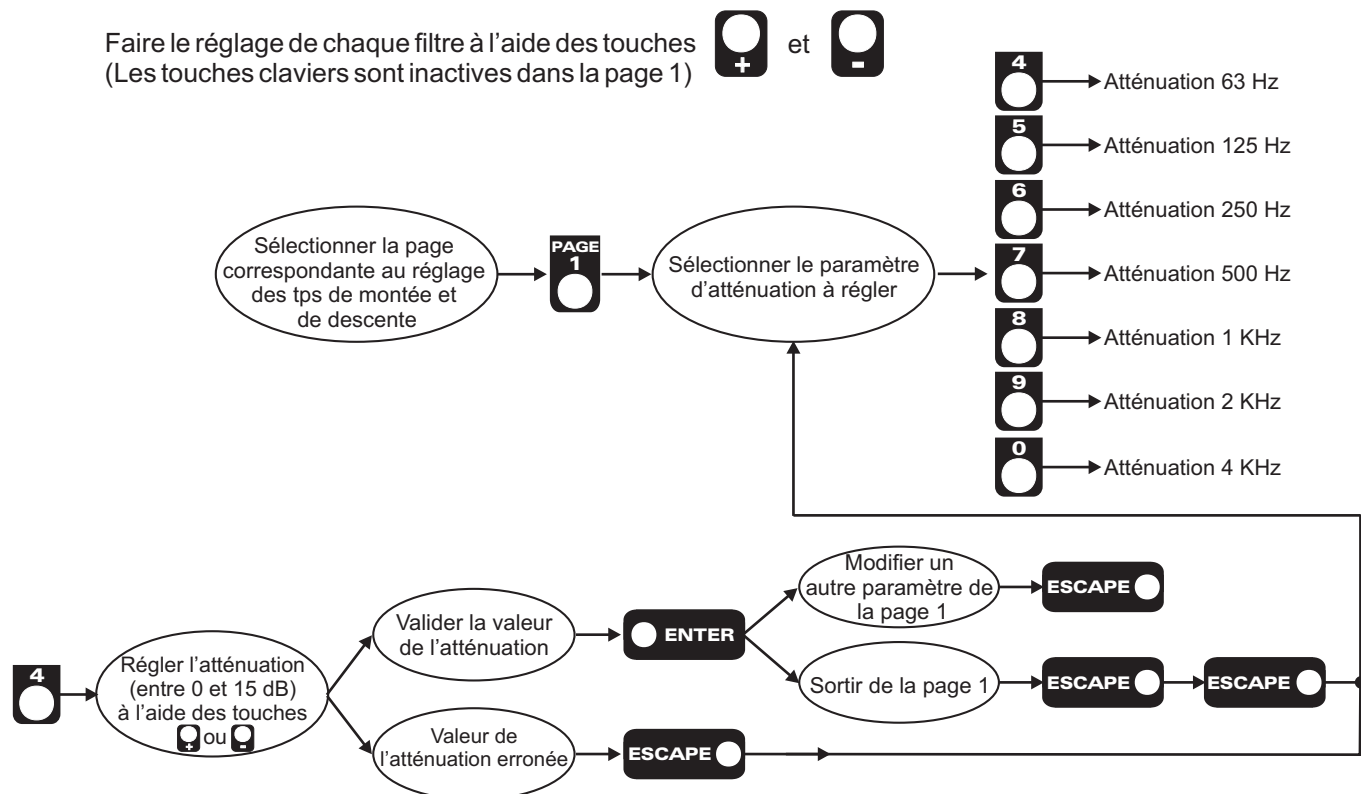 Faire le réglage de chaque filtre à l'aide des touches + et -
(Les touches claviers sont inactives dans la page 1)
4
Atténuation 63 Hz
5
Atténuation 125 Hz
6
Atténuation 250 Hz
7
Atténuation 500 Hz
8
Atténuation 1 KHz
9
Atténuation 2 KHz
0
Atténuation 4 KHz
Sélectionner la page
correspondante au réglage
des tps de montée et
de descente
PAGE
1
Sélectionner le paramètre
d'atténuation à régler
4
Régler l'atténuation
(entre 0 et 15 dB)
à l'aide des touches
+ ou -
Valider la valeur
de l'atténuation
ENTER
Modifier un
autre paramètre de
la page 1
ESCAPE
Sortir de la page 1
ESCAPE
ESCAPE
Valeur de
l'atténuation erronée
ESCAPE